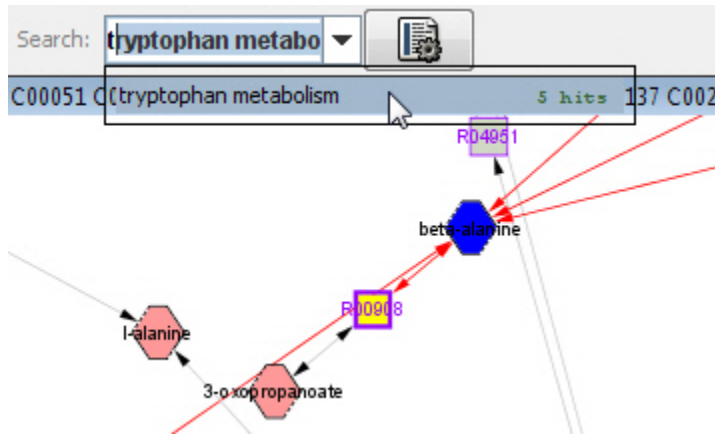 Search: tryptophan metabo
tryptophan metabolism 5 hits
C00051 137 C002
R04951
beta-alanine
R00908
l-alanine
3-oxopropanoate